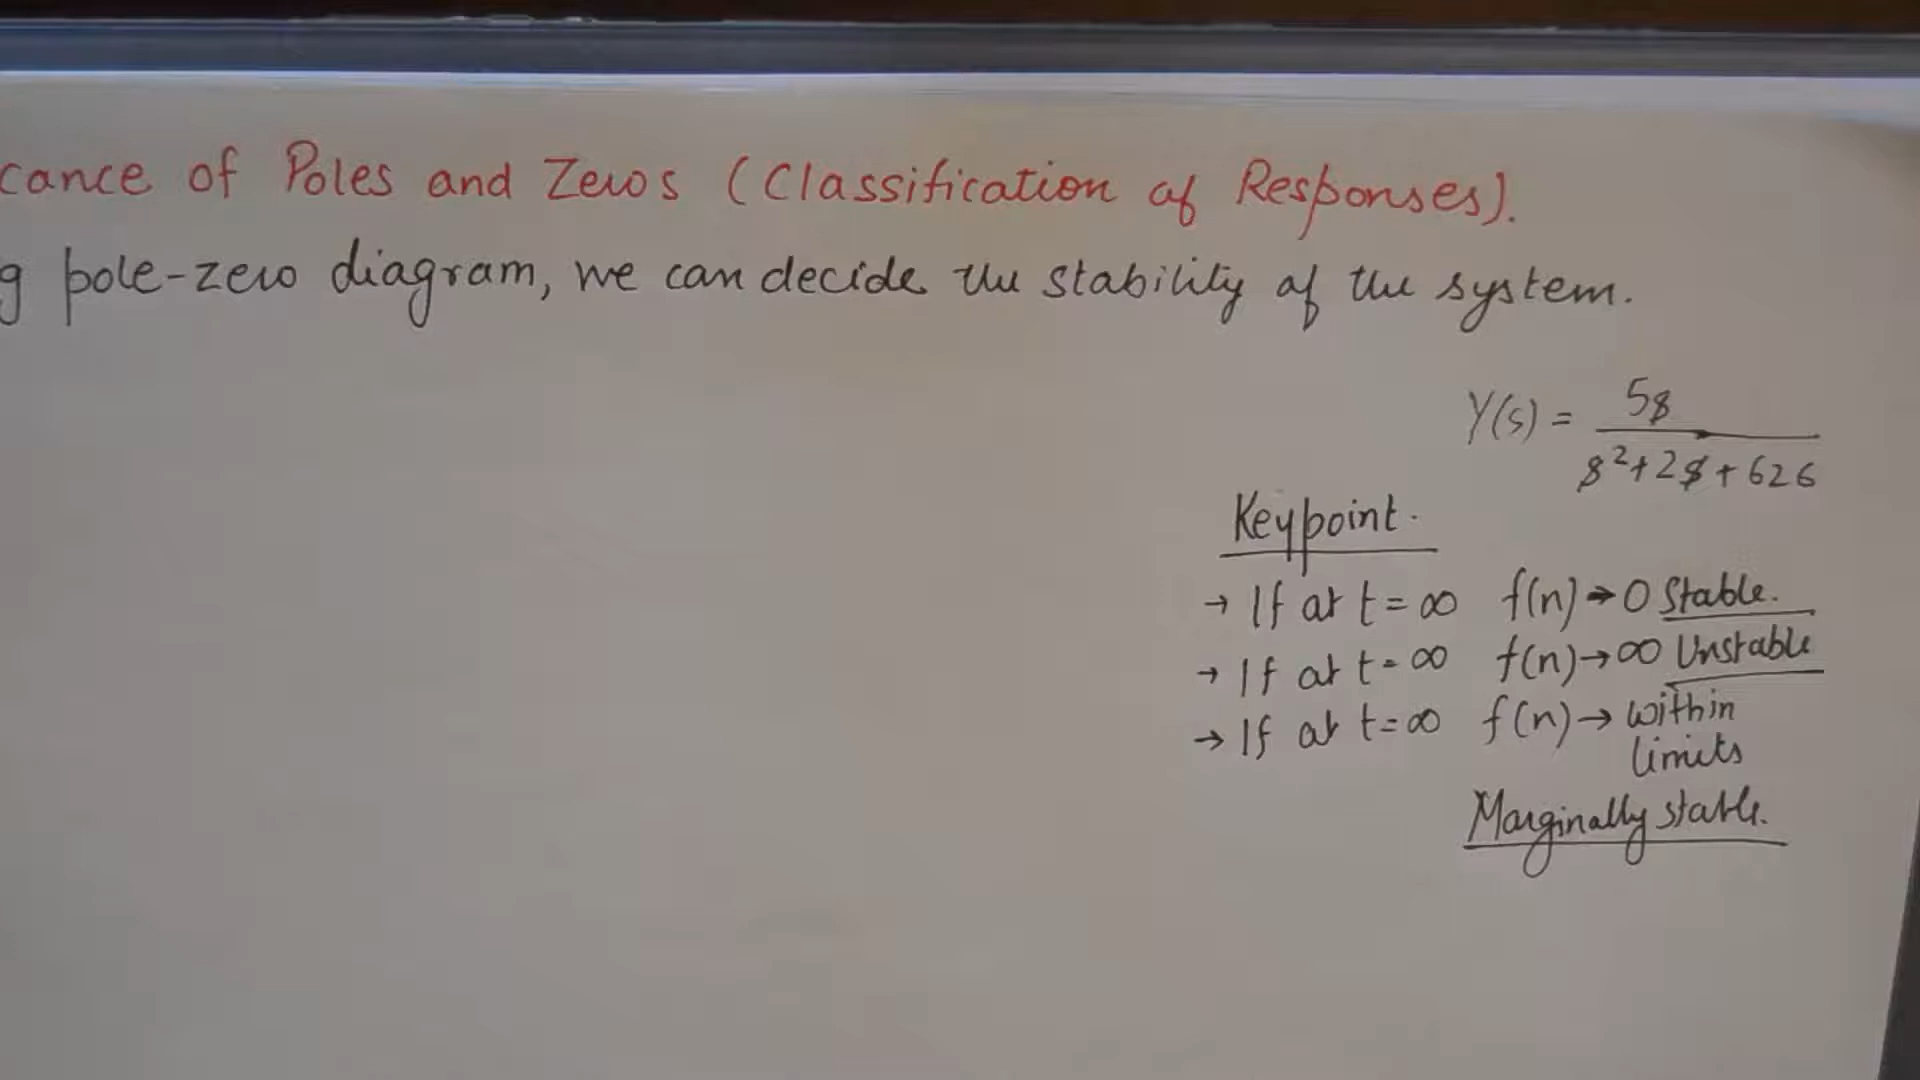 cance of Poles and Zeros (Classification of Responses).
g pole-zero diagram, we can decide the stability of the system.
Y(s) = 5s / s²+2s+626
Keypoint.
→ If at t=∞ f(n)→0 Stable.
→ If at t=∞ f(n)→∞ Unstable
→ If at t=∞ f(n)→ within
limits
Marginally stable.